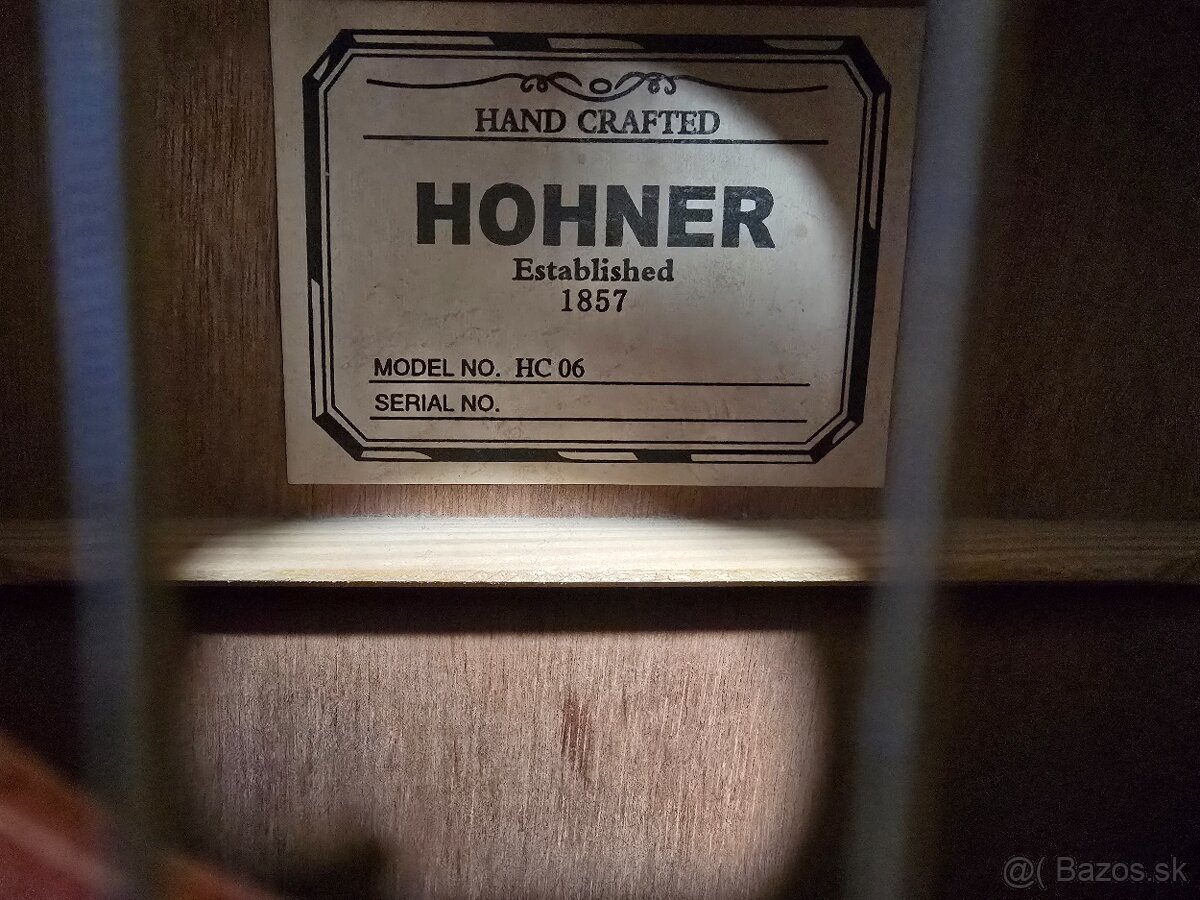 HAND CRAFTED
HOHNER
Established
1857
MODEL NO. HC 06
SERIAL NO.
@( Bazos.sk